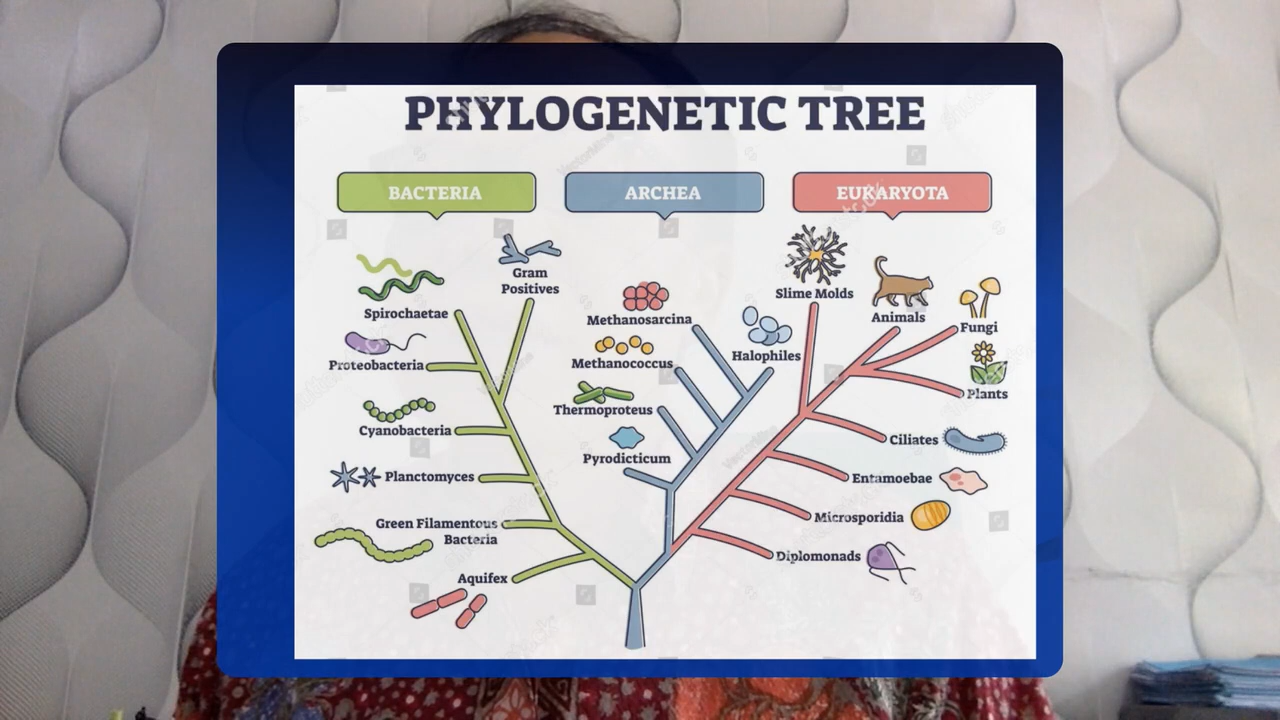 PHYLOGENETIC TREE
BACTERIA
ARCHEA
EUKARYOTA
Spirochaetae
Gram
Positives
Proteobacteria
Cyanobacteria
Planctomyces
Green Filamentous
Bacteria
Aquifex
Methanosarcina
Methanococcus
Halophiles
Thermoproteus
Pyrodicticum
Slime Molds
Animals
Fungi
Plants
Ciliates
Entamoebae
Microsporidia
Diplomonads